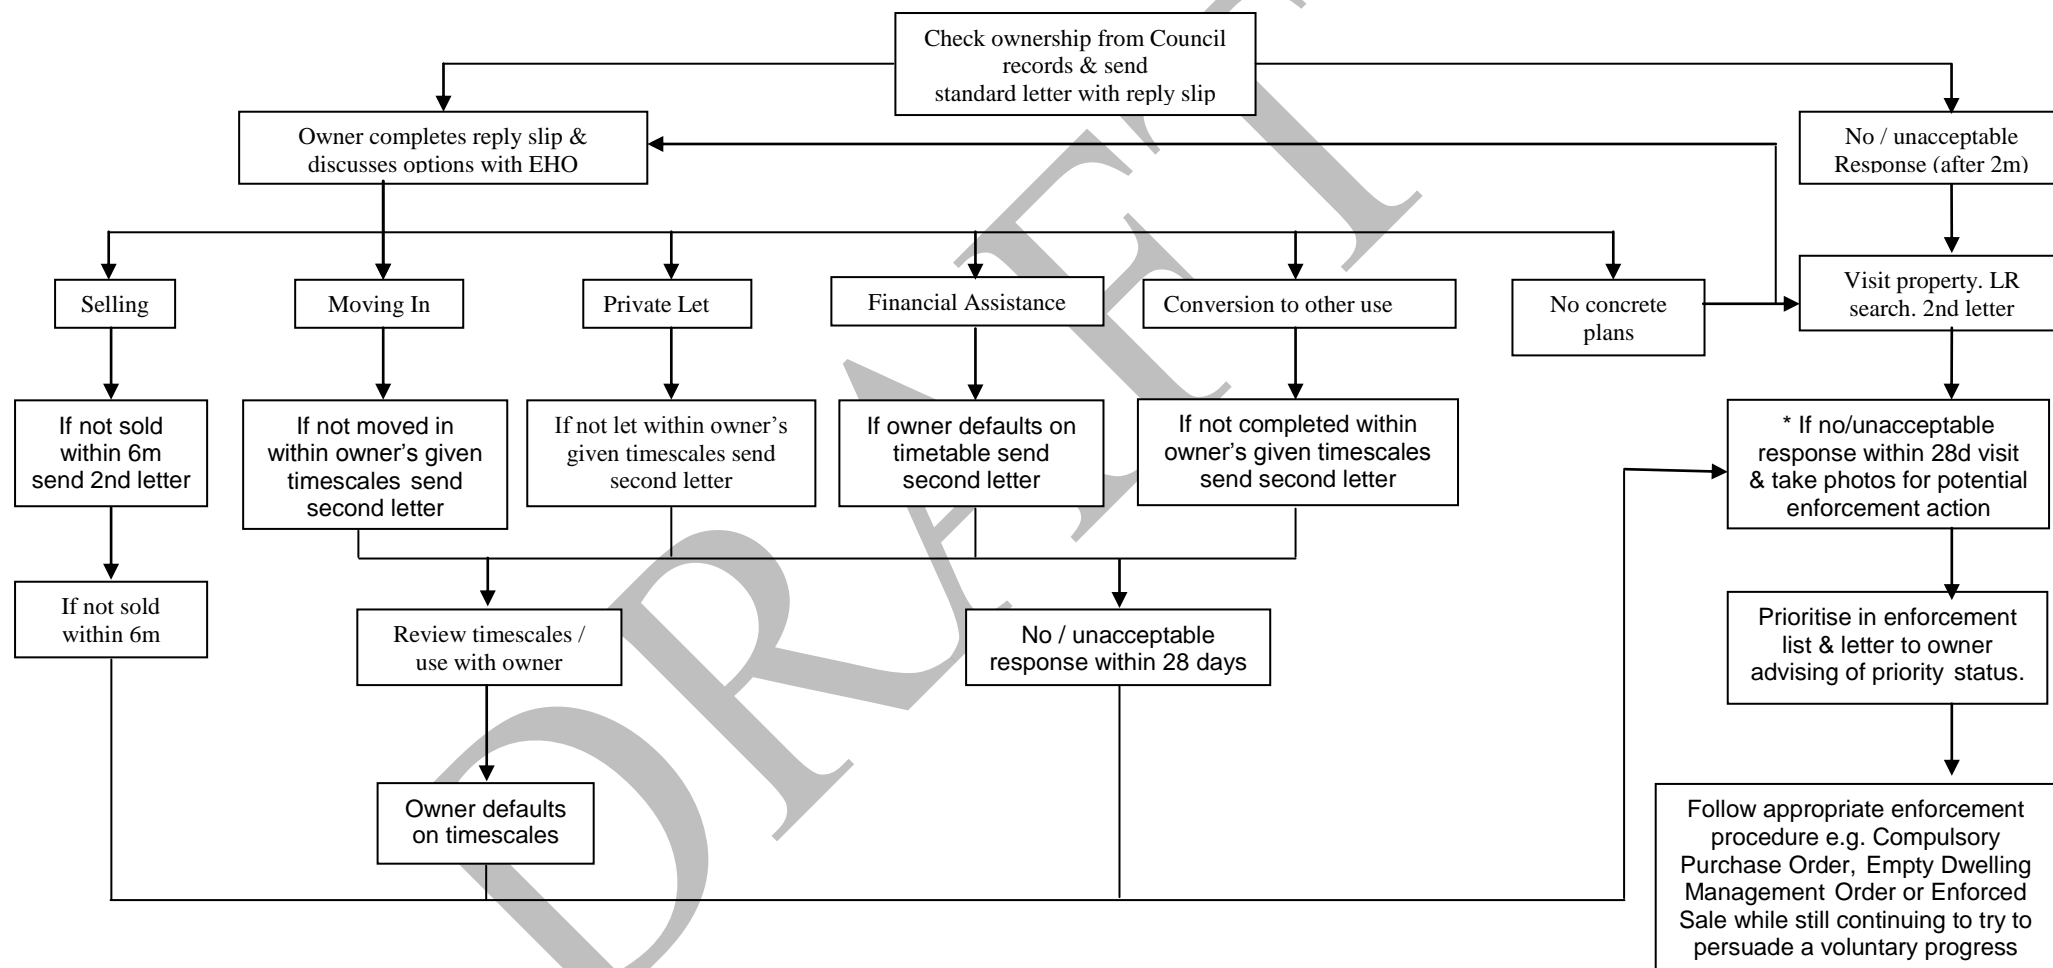 Check ownership from Council
records & send
standard letter with reply slip
Owner completes reply slip &
discusses options with EHO
No / unacceptable
Response (after 2m)
Selling
Moving In
Private Let
Financial Assistance
Conversion to other use
No concrete
plans
Visit property. LR
search. 2nd letter
If not sold
within 6m
send 2nd letter
If not moved in
within owner's given
timescales send
second letter
If not let within owner's
given timescales send
second letter
If owner defaults on
timetable send
second letter
If not completed within
owner's given timescales
send second letter
* If no/unacceptable
response within 28d visit
& take photos for potential
enforcement action
If not sold
within 6m
Review timescales /
use with owner
No / unacceptable
response within 28 days
Prioritise in enforcement
list & letter to owner
advising of priority status.
Owner defaults
on timescales
Follow appropriate enforcement
procedure e.g. Compulsory
Purchase Order, Empty Dwelling
Management Order or Enforced
Sale while still continuing to try to
persuade a voluntary progress
DRAFT